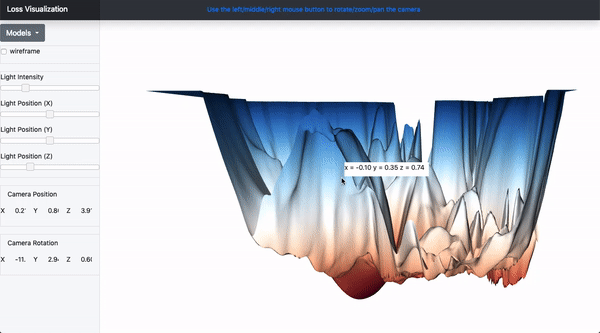 Loss Visualization
Use the left/middle/right mouse button to rotate/zoom/pan the camera
Models
wireframe
Light Intensity
Light Position (X)
Light Position (Y)
Light Position (Z)
x = -0.10 y = 0.35 z = 0.74
Camera Position
X 0.2 Y 0.8 Z 3.9
Camera Rotation
X -11. Y 2.9 Z 0.6